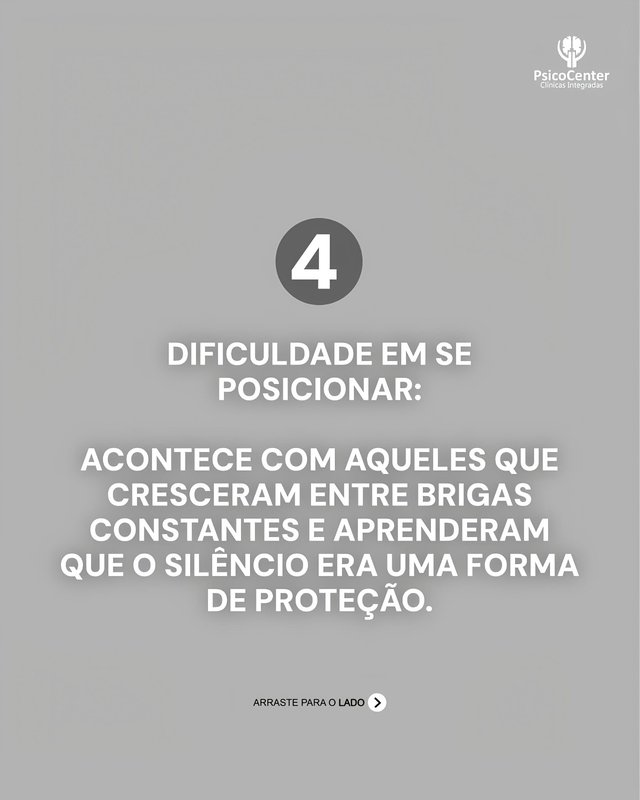 PsicoCenter
Clínicas Integradas
4
DIFICULDADE EM SE
POSICIONAR:
ACONTECE COM AQUELES QUE
CRESCERAM ENTRE BRIGAS
CONSTANTES E APRENDERAM
QUE O SILÊNCIO ERA UMA FORMA
DE PROTEÇÃO.
ARRASTE PARA O LADO